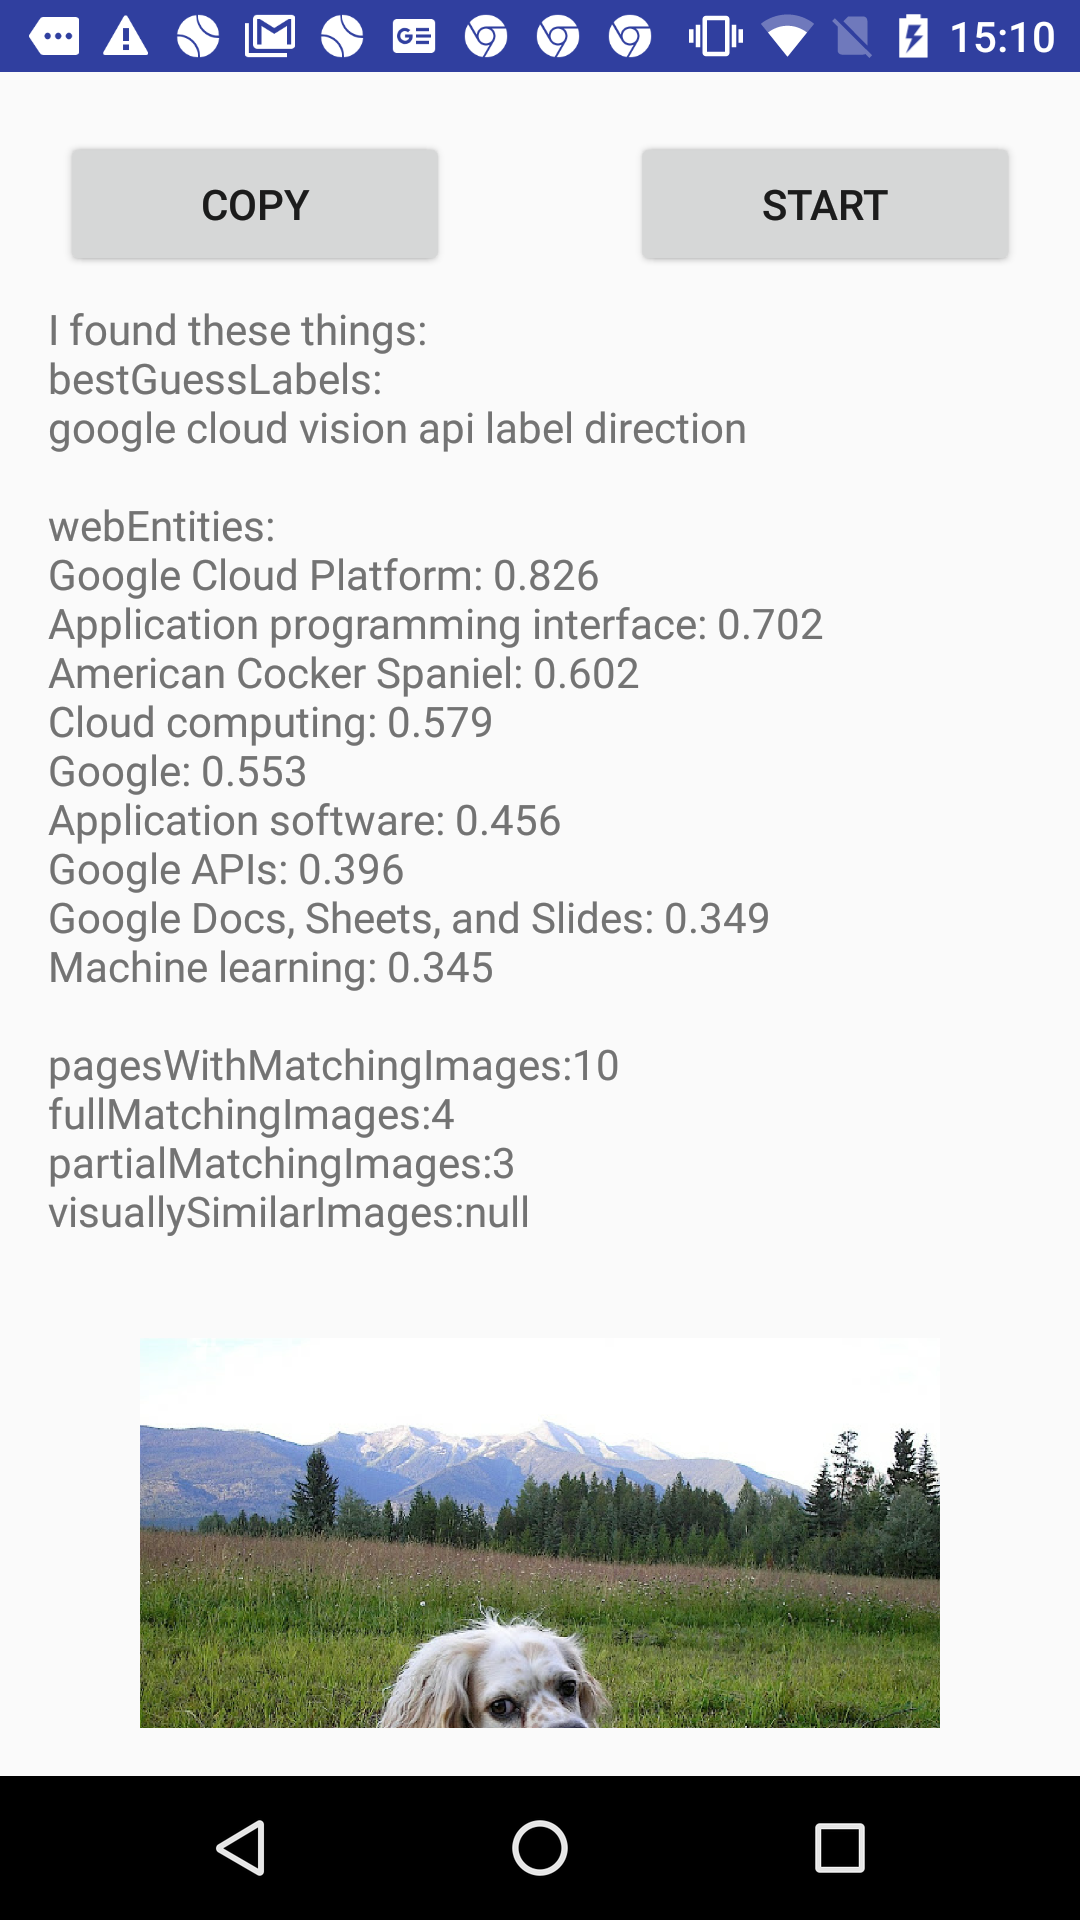 GE 15:10
COPY START
I found these things:
bestGuessLabels:
google cloud vision api label direction
webEntities:
Google Cloud Platform: 0.826
Application programming interface: 0.702
American Cocker Spaniel: 0.602
Cloud computing: 0.579
Google: 0.553
Application software: 0.456
Google APIs: 0.396
Google Docs, Sheets, and Slides: 0.349
Machine learning: 0.345
pagesWithMatchingImages:10
fullMatchingImages:4
partialMatchingImages:3
visuallySimilarImages:null